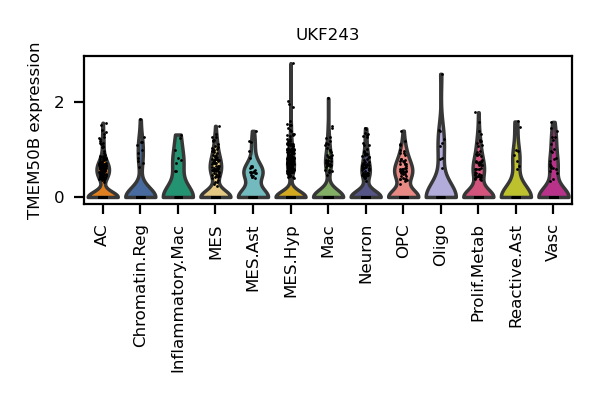 UKF243
TMEM50B expression
2
0
AC
Chromatin.Reg
Inflammatory.Mac
MES
MES.Ast
MES.Hyp
Mac
Neuron
OPC
Oligo
Prolif.Metab
Reactive.Ast
Vasc